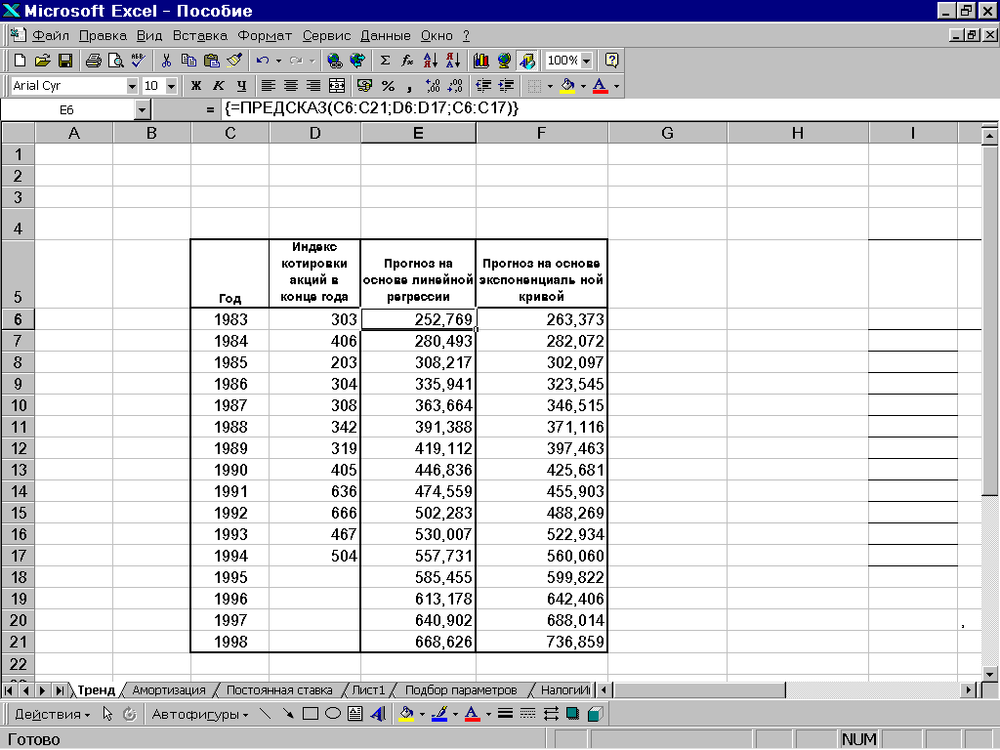 Microsoft Excel - Пособие
Файл Правка Вид Вставка Формат Сервис Данные Окно ?
100%
Arial Cyr 10 Ж К Ч
E6 = {=ПРЕДСКАЗ(C6:C21;D6:D17;C6:C17)}
A B C D E F G H I
1
2
3
4
5 Год Индекс котировки акций в конце года Прогноз на основе линейной регрессии Прогноз на основе экспоненциаль ной кривой
6 1983 303 252,769 263,373
7 1984 406 280,493 282,072
8 1985 203 308,217 302,097
9 1986 304 335,941 323,545
10 1987 308 363,664 346,515
11 1988 342 391,388 371,116
12 1989 319 419,112 397,463
13 1990 405 446,836 425,681
14 1991 636 474,559 455,903
15 1992 666 502,283 488,269
16 1993 467 530,007 522,934
17 1994 504 557,731 560,060
18 1995 585,455 599,822
19 1996 613,178 642,406
20 1997 640,902 688,014
21 1998 668,626 736,859
22
Тренд Амортизация Постоянная ставка Лист1 Подбор параметров НалогиИ
Действия Автофигуры
Готово NUM